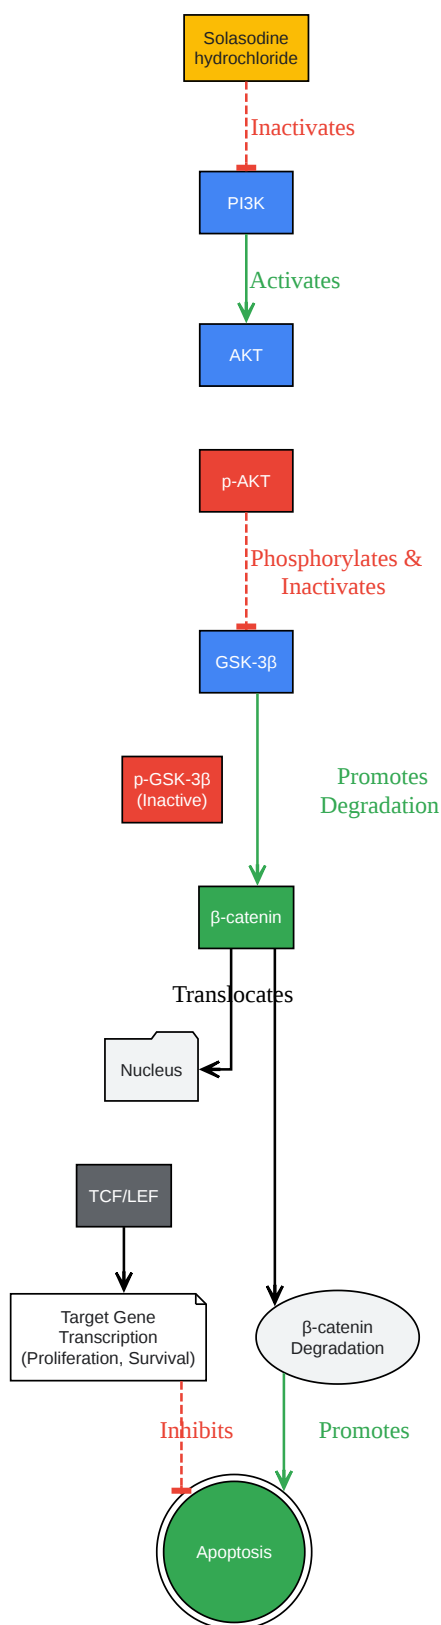 Solasodine
hydrochloride
Inactivates
PI3K
Activates
AKT
p-AKT
Phosphorylates &
Inactivates
GSK-3β
p-GSK-3β
(Inactive)
Promotes
Degradation
β-catenin
Translocates
Nucleus
TCF/LEF
Target Gene
Transcription
(Proliferation, Survival)
β-catenin
Degradation
Inhibits
Promotes
Apoptosis